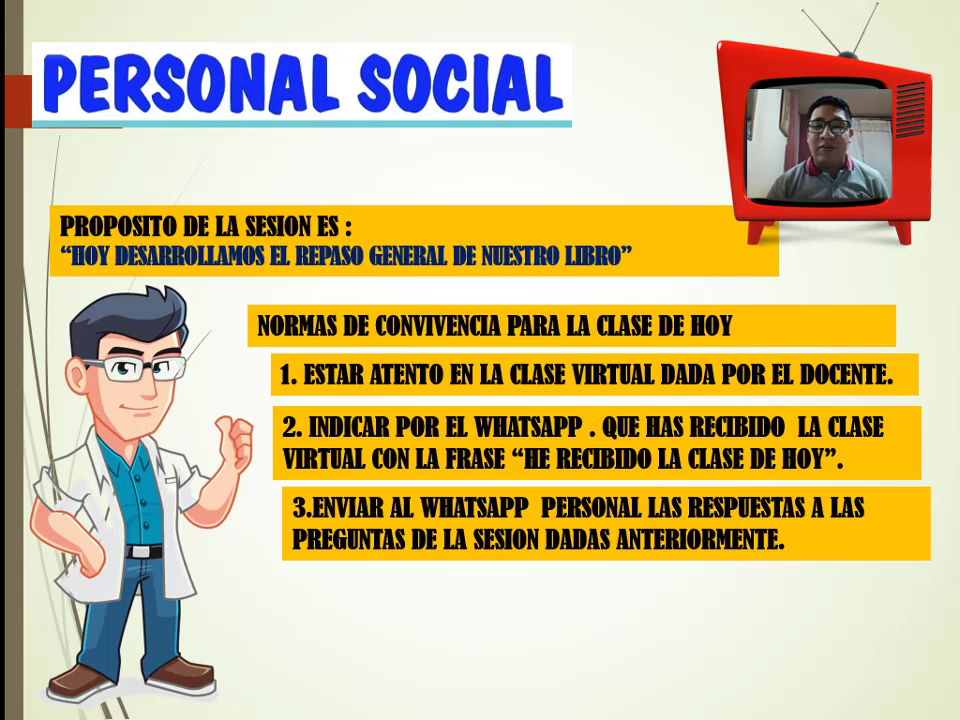 PERSONAL SOCIAL
PROPOSITO DE LA SESION ES :
“HOY DESARROLLAMOS EL REPASO GENERAL DE NUESTRO LIBRO”
NORMAS DE CONVIVENCIA PARA LA CLASE DE HOY
1. ESTAR ATENTO EN LA CLASE VIRTUAL DADA POR EL DOCENTE.
2. INDICAR POR EL WHATSAPP . QUE HAS RECIBIDO LA CLASE
VIRTUAL CON LA FRASE “HE RECIBIDO LA CLASE DE HOY”.
3.ENVIAR AL WHATSAPP PERSONAL LAS RESPUESTAS A LAS
PREGUNTAS DE LA SESION DADAS ANTERIORMENTE.